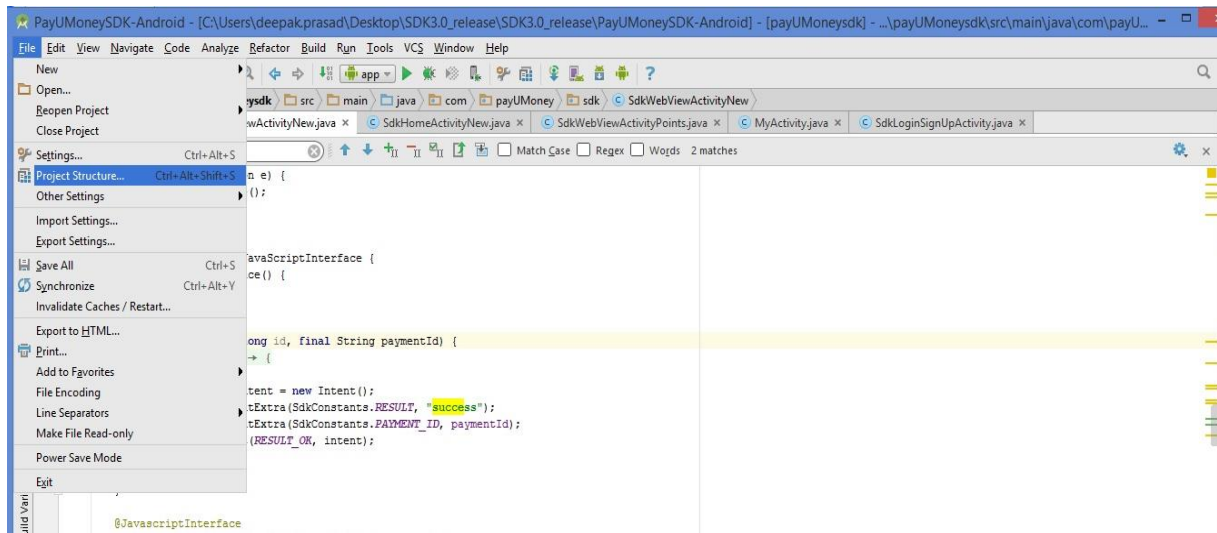 PayUMoneySDK-Android - [C:\Users\deepak.prasad\Desktop\SDK3.0_release\SDK3.0_release\PayUMoneySDK-Android] - [payUMoneysdk] - ...\payUMoneysdk\src\main\java\com\payU...
File Edit View Navigate Code Analyze Refactor Build Run Tools VCS Window Help
New
app
Open...
Reopen Project
ysdk src main java com payUMoney sdk SdkWebViewActivityNew
Close Project
wActivityNew.java × SdkHomeActivityNew.java × SdkWebViewActivityPoints.java × MyActivity.java × SdkLoginSignUpActivity.java ×
Settings... Ctrl+Alt+S
Match Case Regex Words 2 matches
Project Structure... Ctrl+Alt+Shift+S
n e) {
Other Settings
();
Import Settings...
Export Settings...
avaScriptInterface {
Save All Ctrl+S
ce() {
Synchronize Ctrl+Alt+Y
Invalidate Caches / Restart...
Export to HTML...
ong id, final String paymentId) {
Print...
→ {
Add to Favorites
File Encoding
tent = new Intent();
Line Separators
tExtra(SdkConstants.RESULT, "success");
Make File Read-only
tExtra(SdkConstants.PAYMENT_ID, paymentId);
(RESULT_OK, intent);
Power Save Mode
Exit
uild Vari
@JavascriptInterface